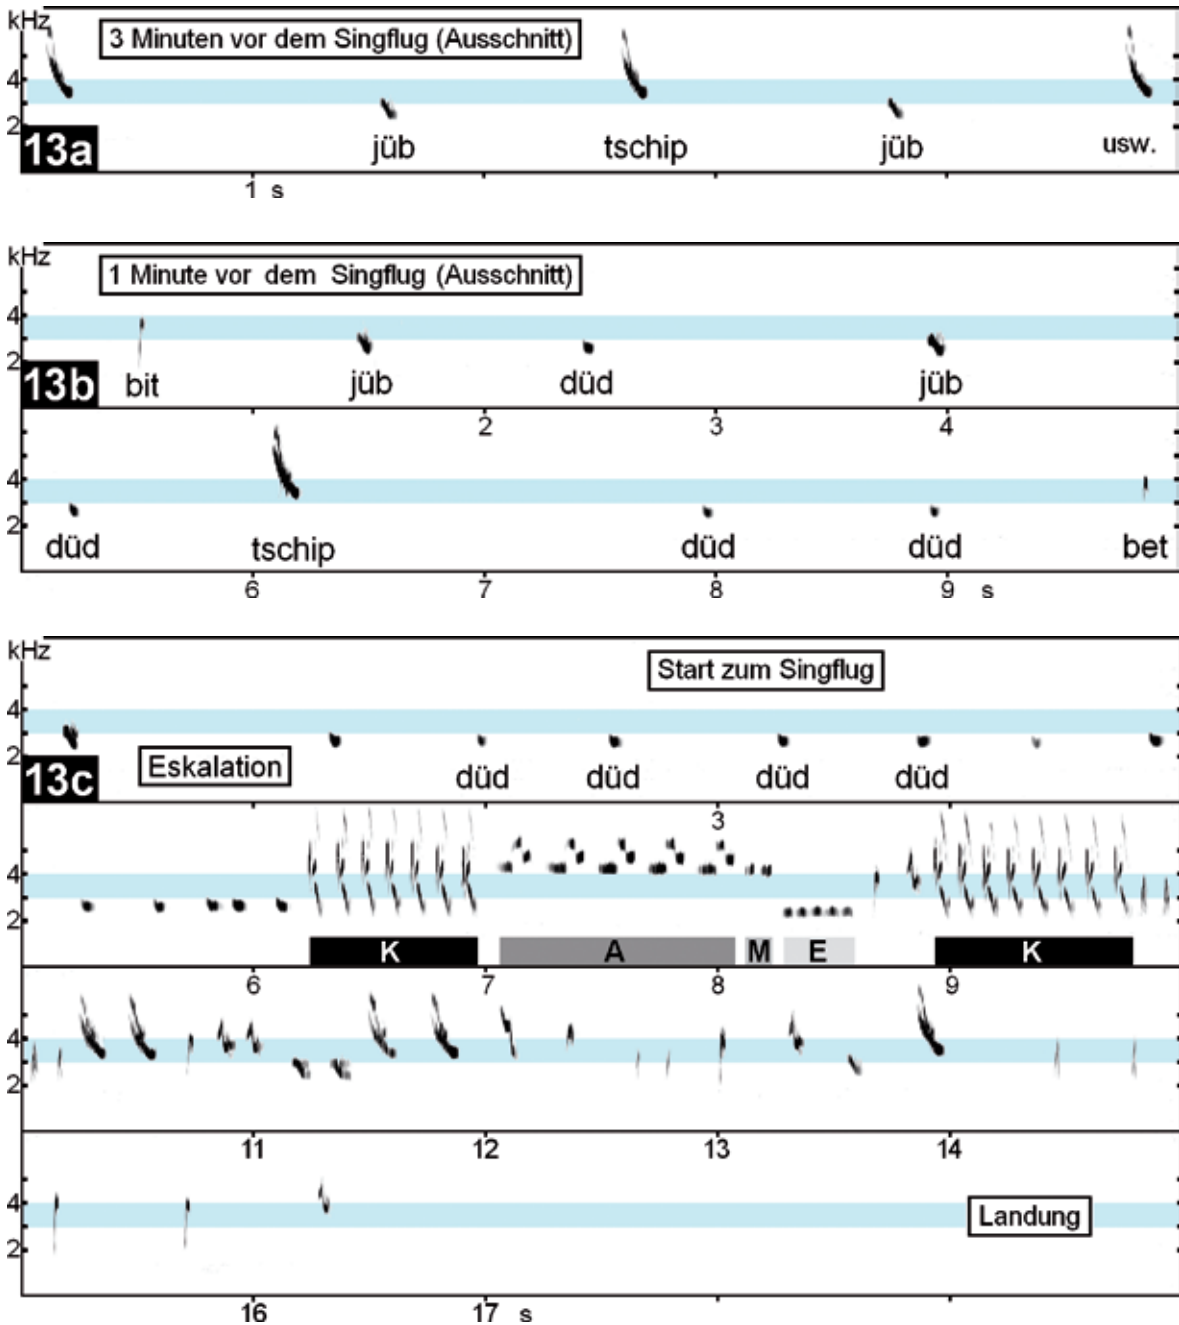 kHz
3 Minuten vor dem Singflug (Ausschnitt)
4
2
13a
jüb tschip jüb usw.
1 s
kHz
1 Minute vor dem Singflug (Ausschnitt)
4
2
13b
bit jüb düd jüb
2 3 4
4
2
düd tschip düd düd bet
6 7 8 9 s
kHz
Start zum Singflug
4
2
13c
Eskalation
düd düd düd düd
3
4
2
K A M E K
6 7 8 9
4
2
11 12 13 14
4
2
Landung
16 17 s